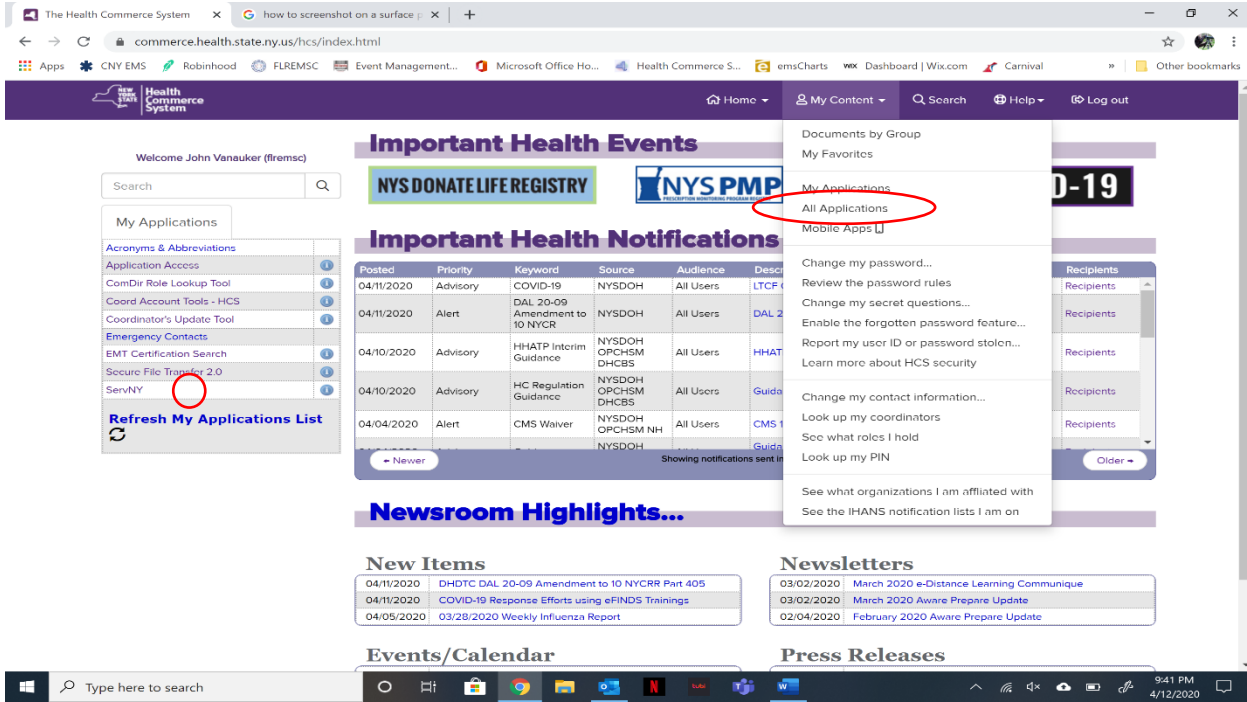 The Health Commerce System
how to screenshot on a surface p
commerce.health.state.ny.us/hcs/index.html
Apps CNY EMS Robinhood FLREMSC Event Management... Microsoft Office Ho... Health Commerce S... emsCharts WIX Dashboard | Wix.com Carnival » Other bookmarks
NEW YORK STATE Health Commerce System
Home My Content Search Help Log out
Welcome John Vanauker (flremsc)
Search
My Applications
Acronyms & Abbreviations
Application Access
ComDir Role Lookup Tool
Coord Account Tools - HCS
Coordinator's Update Tool
Emergency Contacts
EMT Certification Search
Secure File Transfer 2.0
ServNY
Refresh My Applications List
Important Health Events
NYS DONATE LIFE REGISTRY
NYS PMP
PRESCRIPTION MONITORING PROGRAM
D-19
Important Health Notifications
Posted Priority Keyword Source Audience Descr Recipients
04/11/2020 Advisory COVID-19 NYSDOH All Users LTCF Recipients
04/11/2020 Alert DAL 20-09 Amendment to 10 NYCR NYSDOH All Users DAL 2 Recipients
04/10/2020 Advisory HHATP Interim Guidance NYSDOH OPCHSM DHCBS All Users HHAT Recipients
04/10/2020 Advisory HC Regulation Guidance NYSDOH OPCHSM DHCBS All Users Guida Recipients
04/04/2020 Alert CMS Waiver NYSDOH OPCHSM NH All Users CMS 1 Recipients
NYSDOH Guida
Newer
Showing notifications sent in
Older
Documents by Group
My Favorites
My Applications
All Applications
Mobile Apps
Change my password...
Review the password rules
Change my secret questions...
Enable the forgotten password feature...
Report my user ID or password stolen...
Learn more about HCS security
Change my contact information...
Look up my coordinators
See what roles I hold
Look up my PIN
See what organizations I am affliated with
See the IHANS notification lists I am on
Newsroom Highlights...
New Items
04/11/2020 DHDTC DAL 20-09 Amendment to 10 NYCRR Part 405
04/11/2020 COVID-19 Response Efforts using eFINDS Trainings
04/05/2020 03/28/2020 Weekly Influenza Report
Newsletters
03/02/2020 March 2020 e-Distance Learning Communique
03/02/2020 March 2020 Aware Prepare Update
02/04/2020 February 2020 Aware Prepare Update
Events/Calendar
Press Releases
Type here to search
tubi
9:41 PM
4/12/2020